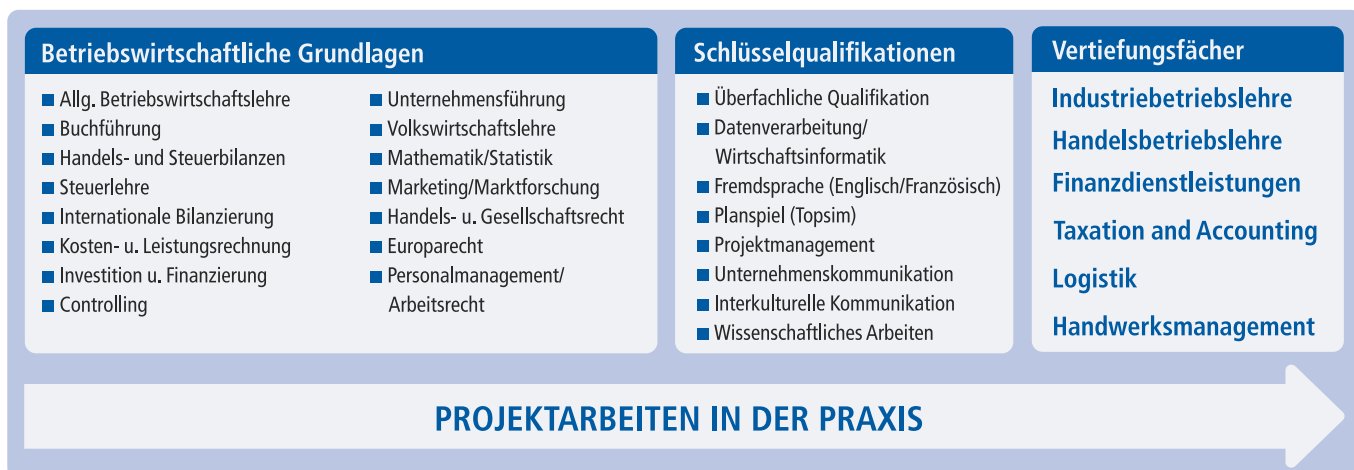 Betriebswirtschaftliche Grundlagen
Allg. Betriebswirtschaftslehre
Buchführung
Handels- und Steuerbilanzen
Steuerlehre
Internationale Bilanzierung
Kosten- u. Leistungsrechnung
Investition u. Finanzierung
Controlling
Unternehmensführung
Volkswirtschaftslehre
Mathematik/Statistik
Marketing/Marktforschung
Handels- u. Gesellschaftsrecht
Europarecht
Personalmanagement/
Arbeitsrecht
Schlüsselqualifikationen
Überfachliche Qualifikation
Datenverarbeitung/
Wirtschaftsinformatik
Fremdsprache (Englisch/Französisch)
Planspiel (Topsim)
Projektmanagement
Unternehmenskommunikation
Interkulturelle Kommunikation
Wissenschaftliches Arbeiten
Vertiefungsfächer
Industriebetriebslehre
Handelsbetriebslehre
Finanzdienstleistungen
Taxation and Accounting
Logistik
Handwerksmanagement
PROJEKTARBEITEN IN DER PRAXIS